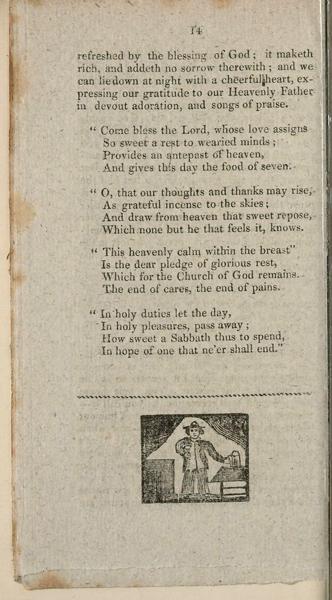 14
refreshed by the blessing of God; it maketh
rich, and addeth no sorrow therewith; and we
can lie down at night with a cheerful heart, ex-
pressing our gratitude to our Heavenly Father
in devout adoration, and songs of praise.
“ Come bless the Lord, whose love assigns
So sweet a rest to wearied minds;
Provides an antepast of heaven,
And gives this day the food of seven.
“ O, that our thoughts and thanks may rise,
As grateful incense to the skies;
And draw from heaven that sweet repose,
Which none but he that feels it, knows.
“ This heavenly calm within the breast”
Is the dear pledge of glorious rest,
Which for the Church of God remains.
The end of cares, the end of pains.
“ In holy duties let the day,
In holy pleasures, pass away;
How sweet a Sabbath thus to spend,
In hope of one that ne'er shall end.”